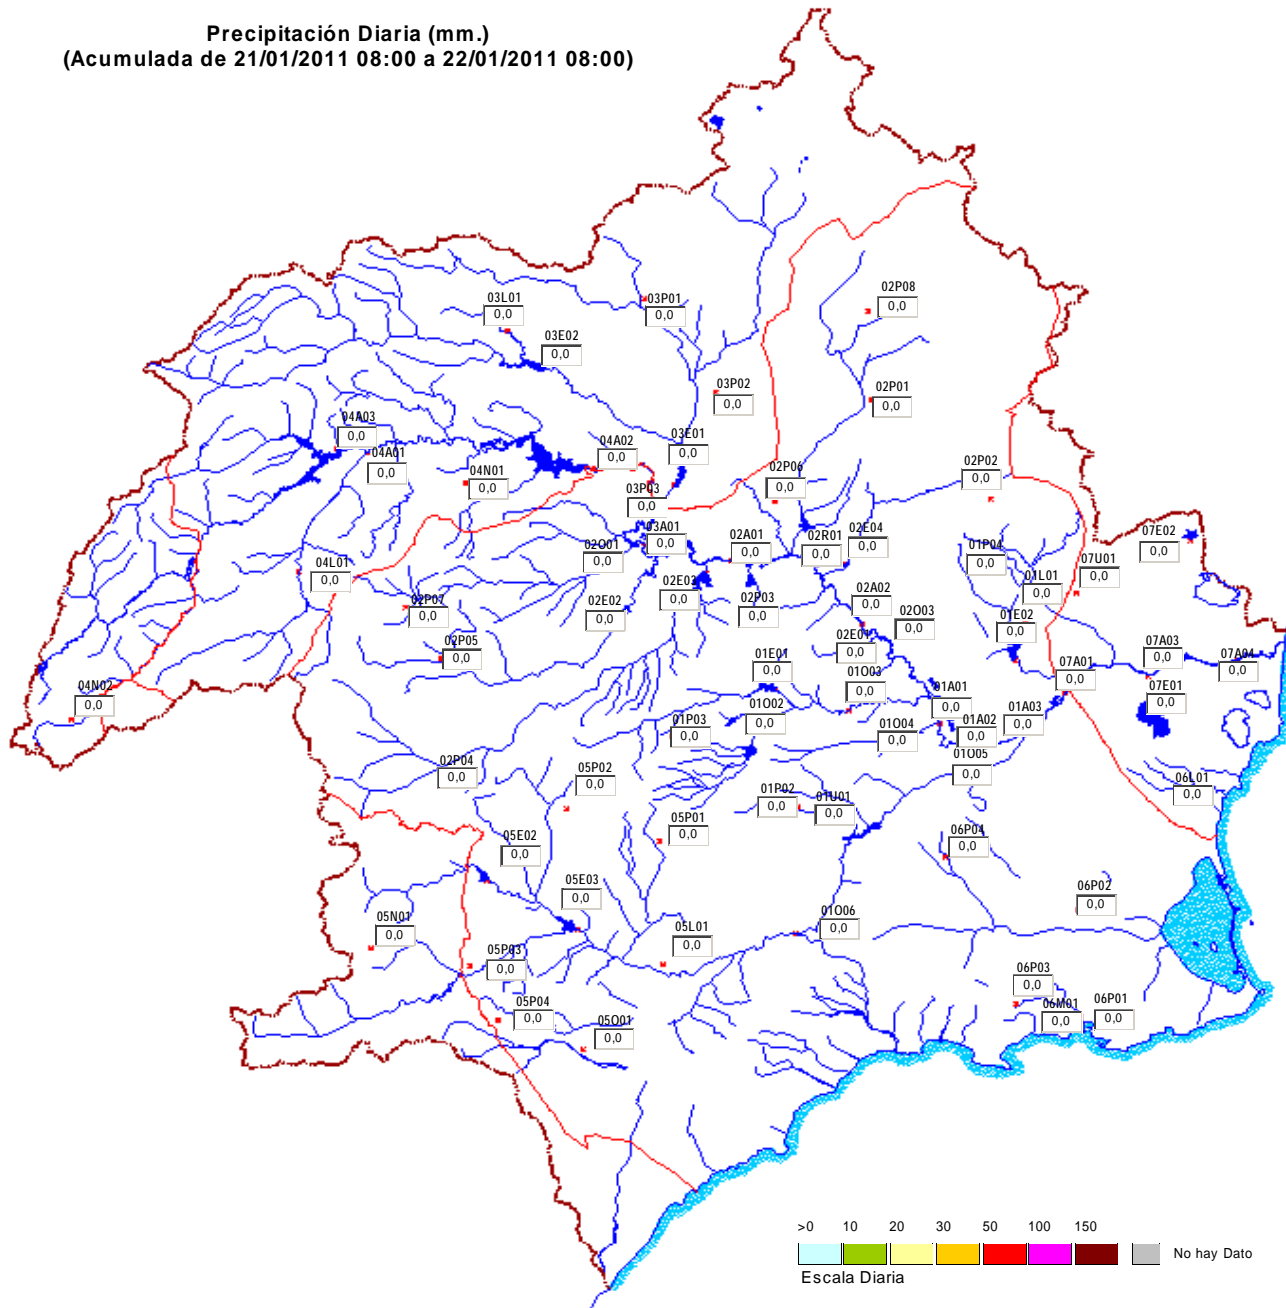 Precipitación Diaria (mm.)
(Acumulada de 21/01/2011 08:00 a 22/01/2011 08:00)
02P08
0,0
03L01
0,0
03P01
0,0
03E02
0,0
03P02
0,0
02P01
0,0
04A03
0,0
04A01
0,0
04A02
0,0
03E01
0,0
04N01
0,0
02P06
0,0
02P02
0,0
03P03
0,0
03A01
0,0
02O01
0,0
02A01
0,0
02R01
0,0
02E04
0,0
07E02
0,0
01P04
0,0
07U01
0,0
04L01
0,0
01L01
0,0
02E03
0,0
02A02
0,0
02P07
0,0
02E02
0,0
02P03
0,0
02O03
0,0
01E02
0,0
02P05
0,0
02E01
0,0
07A03
0,0
07A04
0,0
01E01
0,0
07A01
0,0
01O03
0,0
04N02
0,0
01A01
0,0
07E01
0,0
01P03
0,0
01O02
0,0
01O04
0,0
01A02
0,0
01A03
0,0
01O05
0,0
02P04
0,0
05P02
0,0
06L01
0,0
01P02
0,0
01U01
0,0
05P01
0,0
05E02
0,0
06P04
0,0
05E03
0,0
06P02
0,0
05N01
0,0
01O06
0,0
05L01
0,0
05P03
0,0
06P03
0,0
05P04
0,0
06M01
0,0
06P01
0,0
05O01
0,0
>0 10 20 30 50 100 150
No hay Dato
Escala Diaria